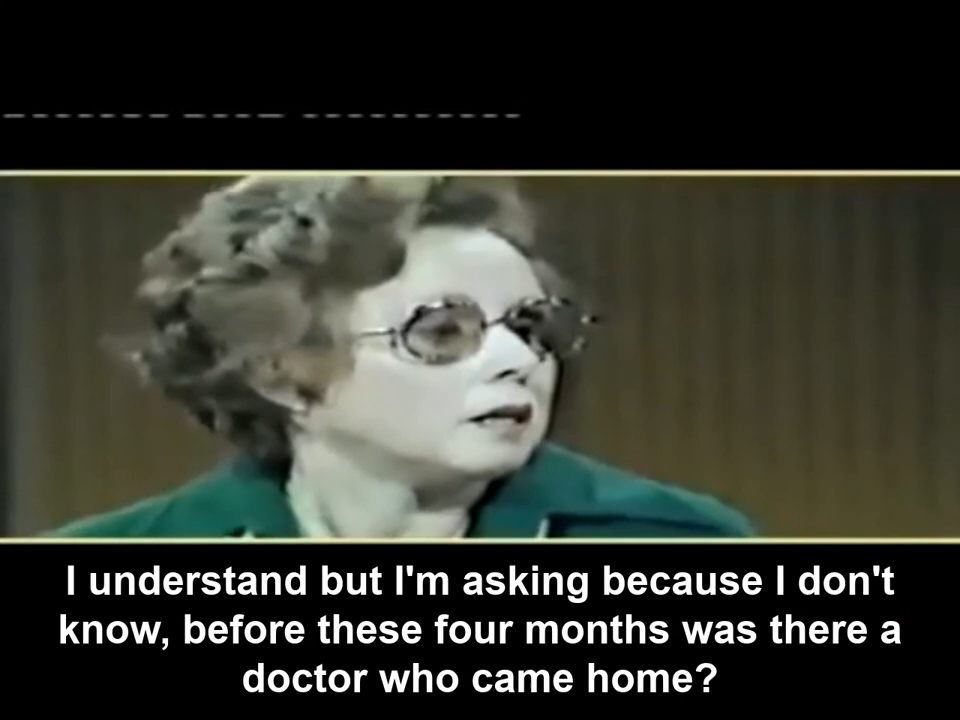 I understand but I'm asking because I don't
know, before these four months was there a
doctor who came home?